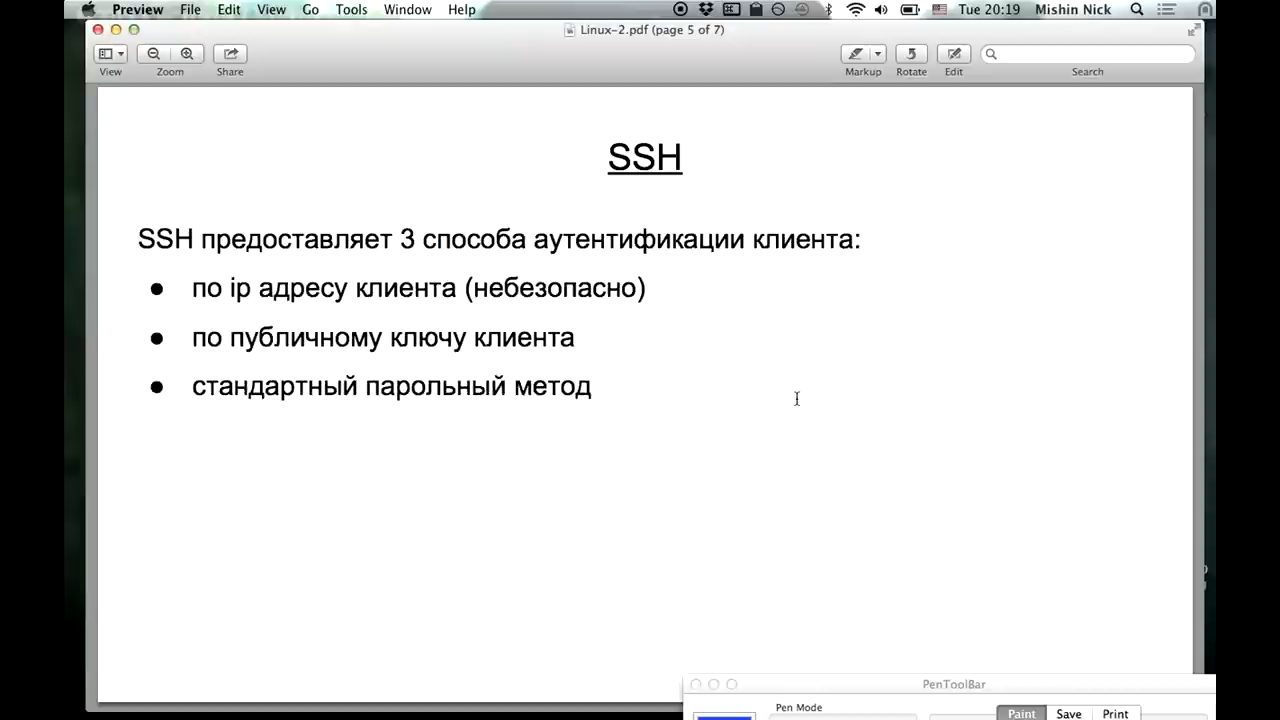 Preview File Edit View Go Tools Window Help Tue 20:19 Mishin Nick
Linux-2.pdf (page 5 of 7)
View Zoom Share Markup Rotate Edit Search
SSH
SSH предоставляет 3 способа аутентификации клиента:
● по ip адресу клиента (небезопасно)
● по публичному ключу клиента
● стандартный парольный метод
PenToolBar
Pen Mode
Paint Save Print